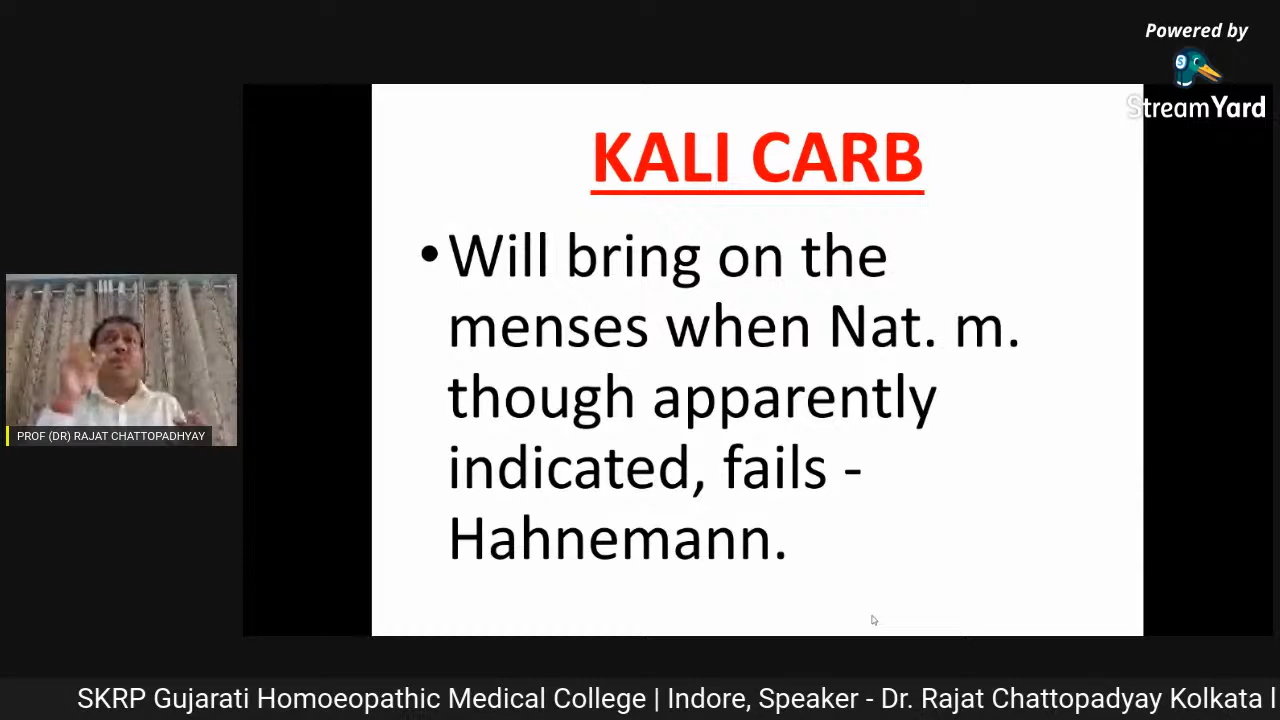 Powered by
StreamYard
KALI CARB
•Will bring on the
menses when Nat. m.
though apparently
indicated, fails -
Hahnemann.
PROF (DR) RAJAT CHATTOPADHYAY
SKRP Gujarati Homoeopathic Medical College | Indore, Speaker - Dr. Rajat Chattopadyay Kolkata l